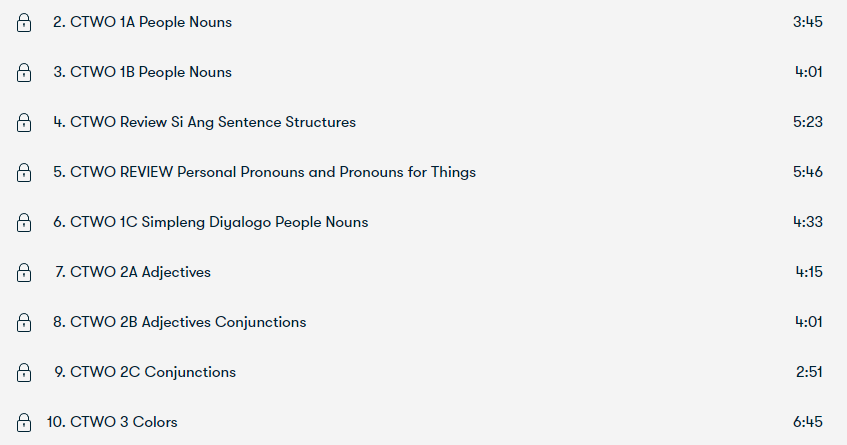 2. CTWO 1A People Nouns 3:45
3. CTWO 1B People Nouns 4:01
4. CTWO Review Si Ang Sentence Structures 5:23
5. CTWO REVIEW Personal Pronouns and Pronouns for Things 5:46
6. CTWO 1C Simpleng Diyalogo People Nouns 4:33
7. CTWO 2A Adjectives 4:15
8. CTWO 2B Adjectives Conjunctions 4:01
9. CTWO 2C Conjunctions 2:51
10. CTWO 3 Colors 6:45